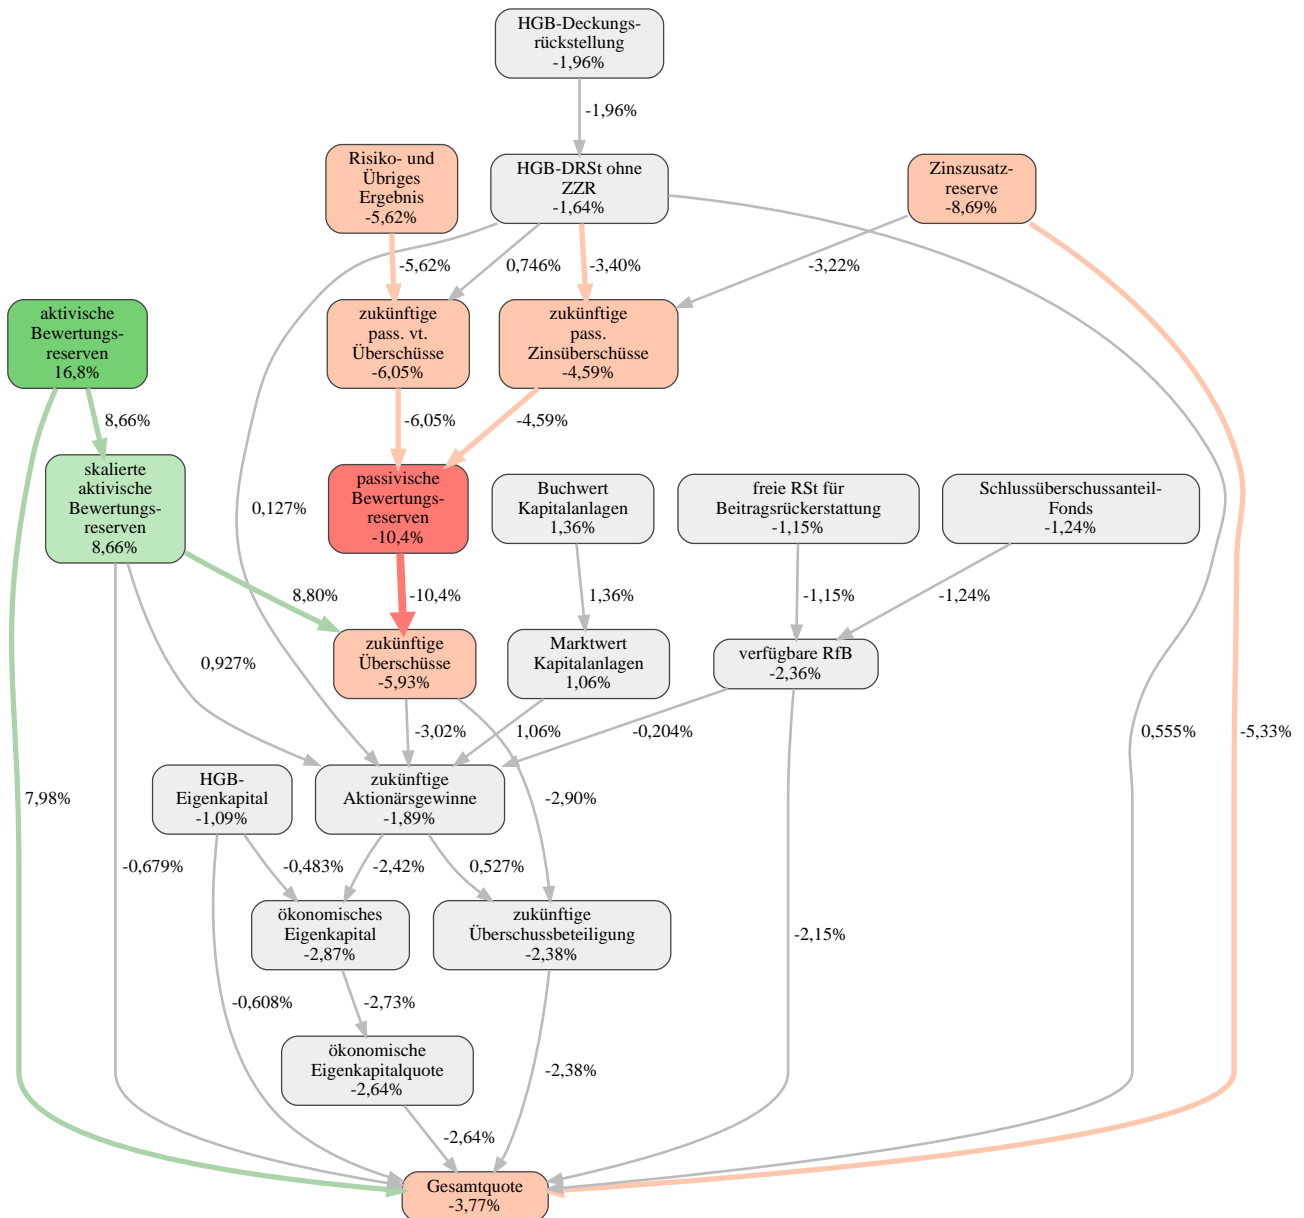 HGB-Deckungs-
rückstellung
-1,96%
-1,96%
Risiko- und
Übriges
Ergebnis
-5,62%
HGB-DRSt ohne
ZZR
-1,64%
Zinszusatz-
reserve
-8,69%
-5,62%
0,746%
-3,40%
-3,22%
aktivische
Bewertungs-
reserven
16,8%
zukünftige
pass. vt.
Überschüsse
-6,05%
zukünftige
pass.
Zinsüberschüsse
-4,59%
8,66%
-6,05%
-4,59%
skalierte
aktivische
Bewertungs-
reserven
8,66%
0,127%
passivische
Bewertungs-
reserven
-10,4%
Buchwert
Kapitalanlagen
1,36%
freie RSt für
Beitragsrückerstattung
-1,15%
Schlussüberschussanteil-
Fonds
-1,24%
8,80%
-10,4%
1,36%
-1,15%
-1,24%
0,927%
zukünftige
Überschüsse
-5,93%
Marktwert
Kapitalanlagen
1,06%
verfügbare RfB
-2,36%
-3,02%
1,06%
-0,204%
0,555%
-5,33%
7,98%
HGB-
Eigenkapital
-1,09%
zukünftige
Aktionärsgewinne
-1,89%
-2,90%
-0,679%
-0,483%
-2,42%
0,527%
ökonomisches
Eigenkapital
-2,87%
zukünftige
Überschussbeteiligung
-2,38%
-2,15%
-0,608%
-2,73%
ökonomische
Eigenkapitalquote
-2,64%
-2,38%
-2,64%
Gesamtquote
-3,77%